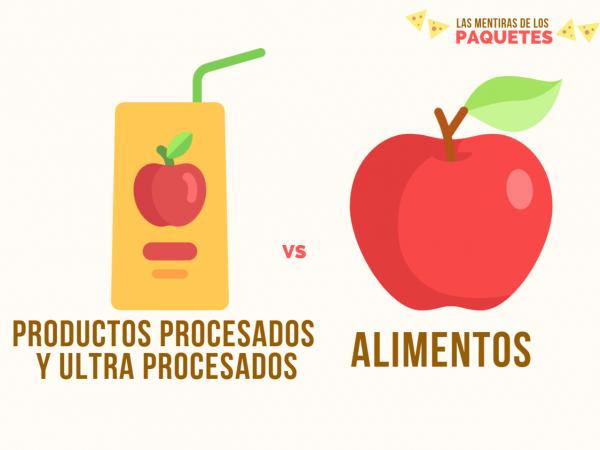 LAS MENTIRAS DE LOS
PAQUETES
VS
PRODUCTOS PROCESADOS
Y ULTRA PROCESADOS
ALIMENTOS